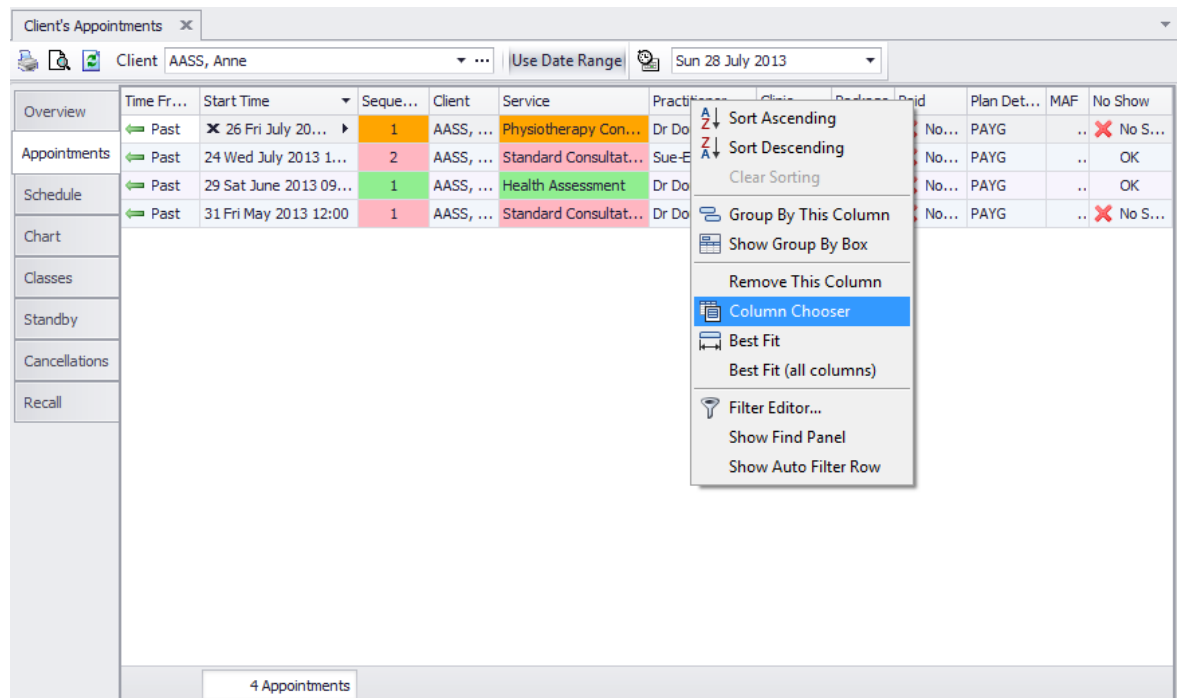 Client's Appointments
Client AASS, Anne ... Use Date Range Sun 28 July 2013
Overview
Appointments
Schedule
Chart
Classes
Standby
Cancellations
Recall
Time Fr... Start Time Seque... Client Service Practitioner Clinic Package Paid Plan Det... MAF No Show
Past 26 Fri July 20... 1 AASS, ... Physiotherapy Con... Dr Do No... PAYG .. No S...
Past 24 Wed July 2013 1... 2 AASS, ... Standard Consultat... Sue-E No... PAYG .. OK
Past 29 Sat June 2013 09... 1 AASS, ... Health Assessment Dr Do No... PAYG .. OK
Past 31 Fri May 2013 12:00 1 AASS, ... Standard Consultat... Dr Do No... PAYG .. No S...
Sort Ascending
Sort Descending
Clear Sorting
Group By This Column
Show Group By Box
Remove This Column
Column Chooser
Best Fit
Best Fit (all columns)
Filter Editor...
Show Find Panel
Show Auto Filter Row
4 Appointments